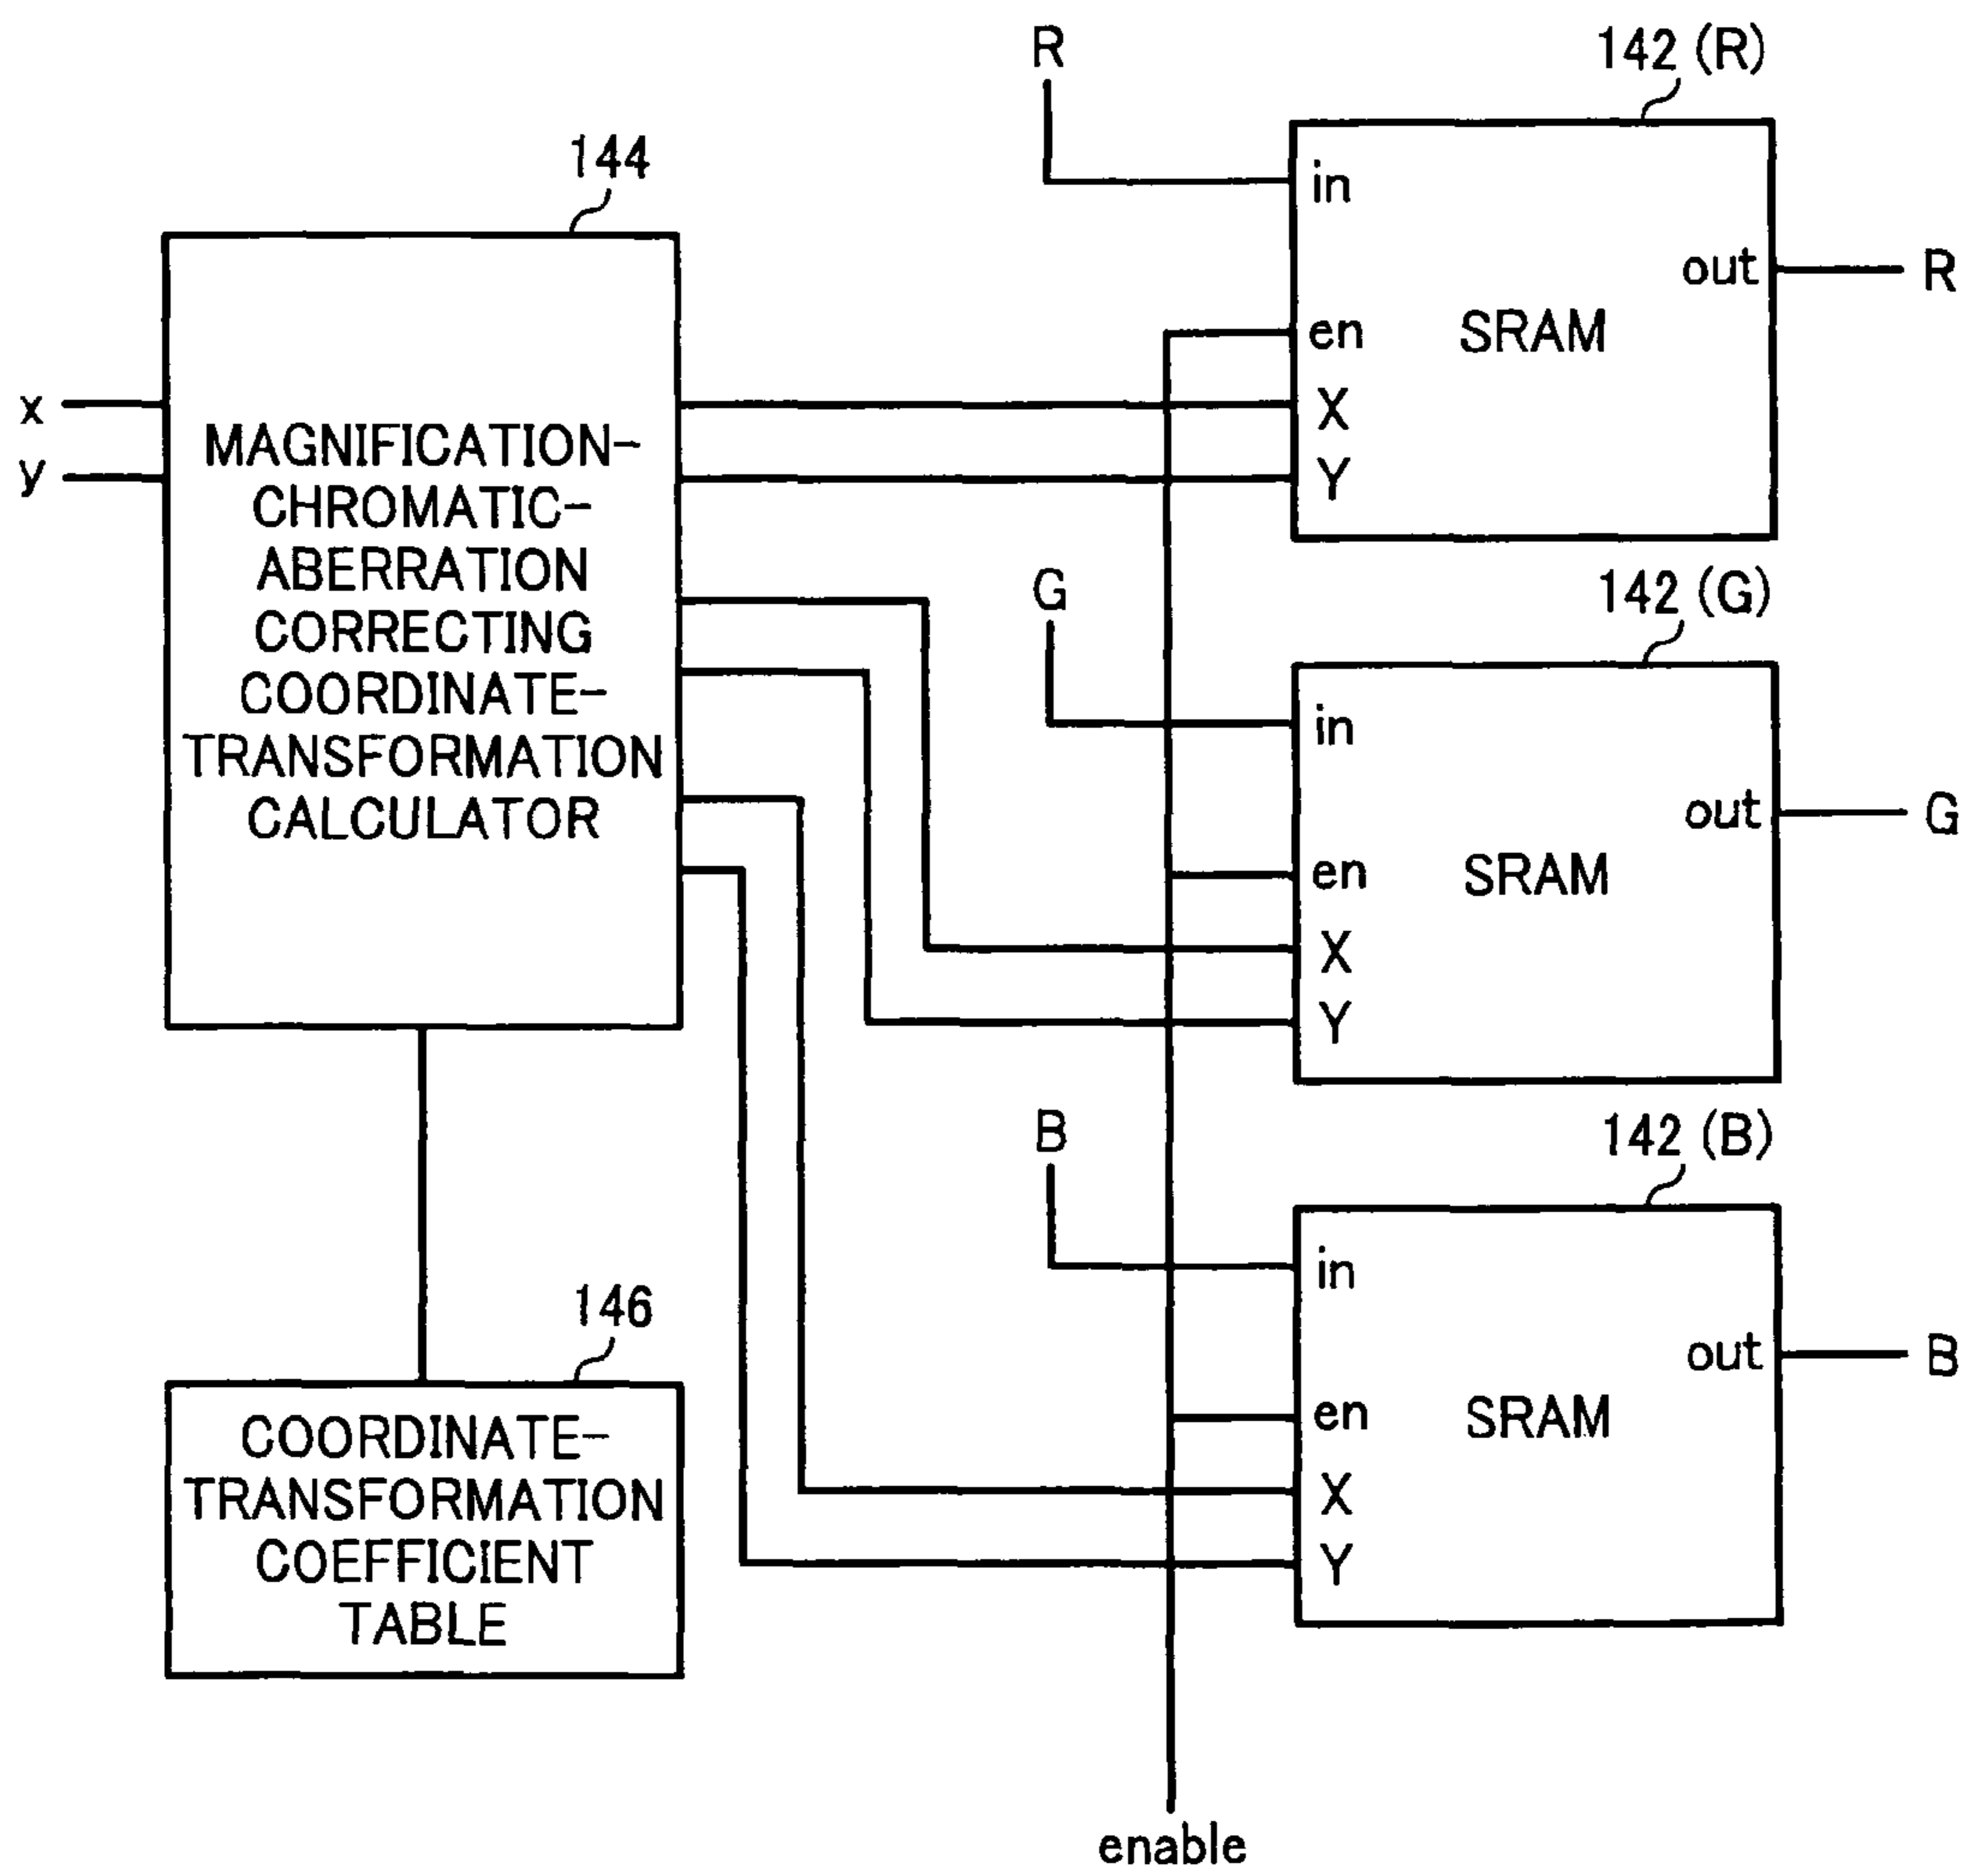 R
142 (R)
144
in
out
R
en
SRAM
x
X
y
Y
MAGNIFICATION-
CHROMATIC-
ABERRATION
CORRECTING
COORDINATE-
TRANSFORMATION
CALCULATOR
G
142 (G)
in
out
G
en
SRAM
X
Y
B
142 (B)
in
out
B
en
SRAM
X
Y
146
COORDINATE-
TRANSFORMATION
COEFFICIENT
TABLE
enable